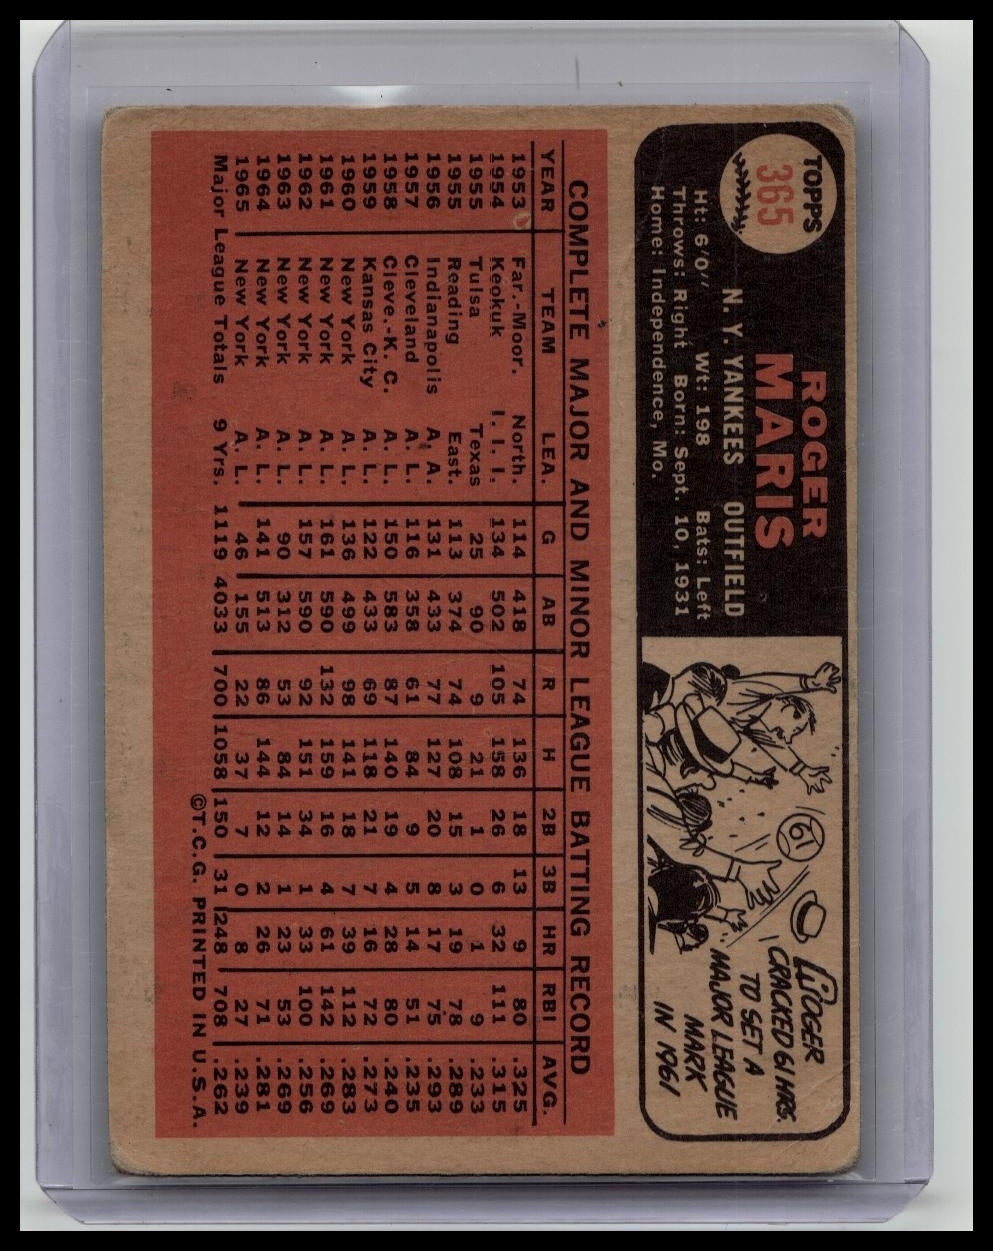 TOPPS
365
ROGER
MARIS
N. Y. YANKEES OUTFIELD
Ht: 6'0" Wt: 198 Bats: Left
Throws: Right Born: Sept. 10, 1931
Home: Independence, Mo.
61
ROGER
CRACKED 61 HRS.
TO SET A
MAJOR LEAGUE
MARK
IN 1961
COMPLETE MAJOR AND MINOR LEAGUE BATTING RECORD
YEAR TEAM LEA. G AB R H 2B 3B HR RBI AVG.
1953 Far.-Moor. North. 114 418 74 136 18 13 9 80 .325
1954 Keokuk I. I. I. 134 502 105 158 26 6 32 111 .315
1955 Tulsa Texas 25 90 9 21 1 0 1 9 .233
1955 Reading East. 113 374 74 108 15 3 19 78 .289
1956 Indianapolis A. A. 131 433 77 127 20 8 17 75 .293
1957 Cleveland A. L. 116 358 61 84 9 5 14 51 .235
1958 Cleve.-K. C. A. L. 150 583 87 140 19 4 28 80 .240
1959 Kansas City A. L. 122 433 69 118 21 7 16 72 .273
1960 New York A. L. 136 499 98 141 18 7 39 112 .283
1961 New York A. L. 161 590 132 159 16 4 61 142 .269
1962 New York A. L. 157 590 92 151 34 1 33 100 .256
1963 New York A. L. 90 312 53 84 14 1 23 53 .269
1964 New York A. L. 141 513 86 144 12 2 26 71 .281
1965 New York A. L. 46 155 22 37 7 0 8 27 .239
Major League Totals 9 Yrs. 1119 4033 700 1058 150 31 248 708 .262
©T.C.G. PRINTED IN U.S.A.